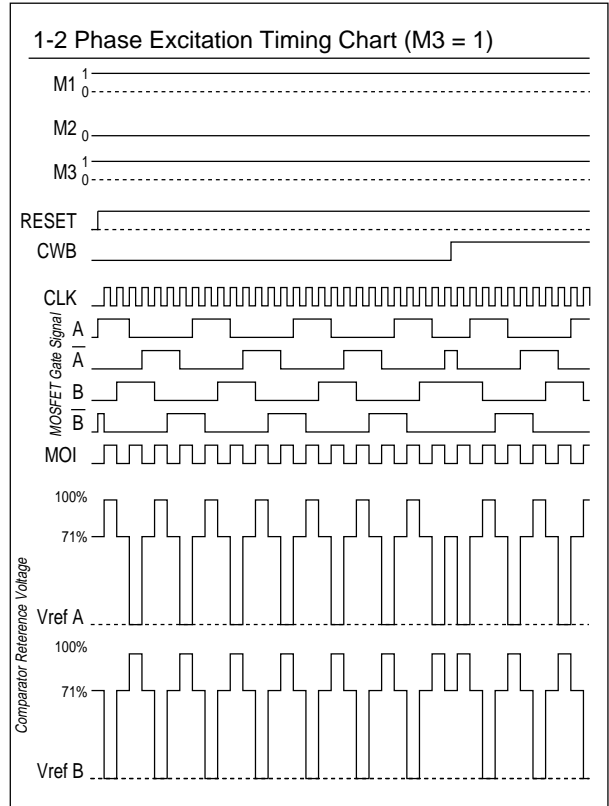 1-2 Phase Excitation Timing Chart (M3 = 1)
M1 1
0
M2 0
M3 1
0
RESET
CWB
CLK
MOSFET Gate Signal
A
A
B
B
MOI
Comparator Reterence Voltage
100%
71%
Vref A
100%
71%
Vref B